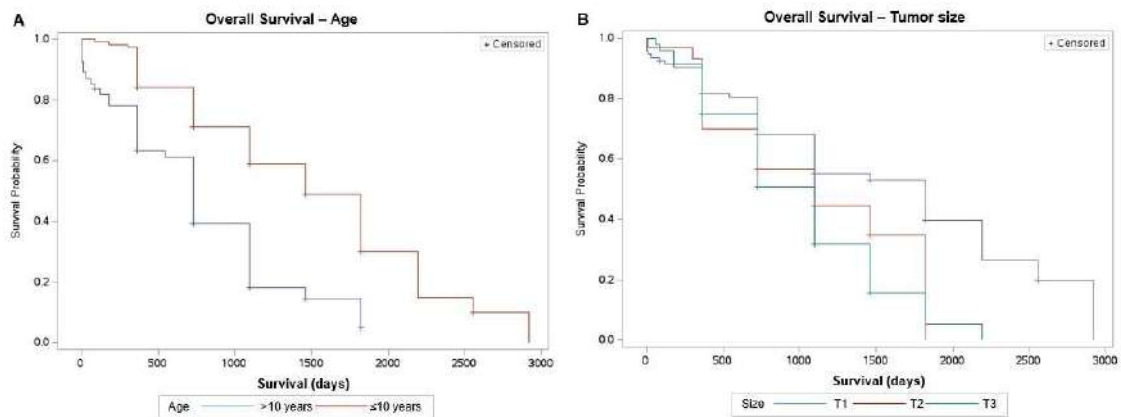 A
Overall Survival – Age
+ Censored
1.0
0.8
0.6
0.4
0.2
0.0
Survival Probability
0
500
1000
1500
2000
2500
3000
Survival (days)
Age >10 years ≤10 years
B
Overall Survival – Tumor size
+ Censored
1.0
0.8
0.6
0.4
0.2
0.0
Survival Probability
0
500
1000
1500
2000
2500
3000
Survival (days)
Size T1 T2 T3